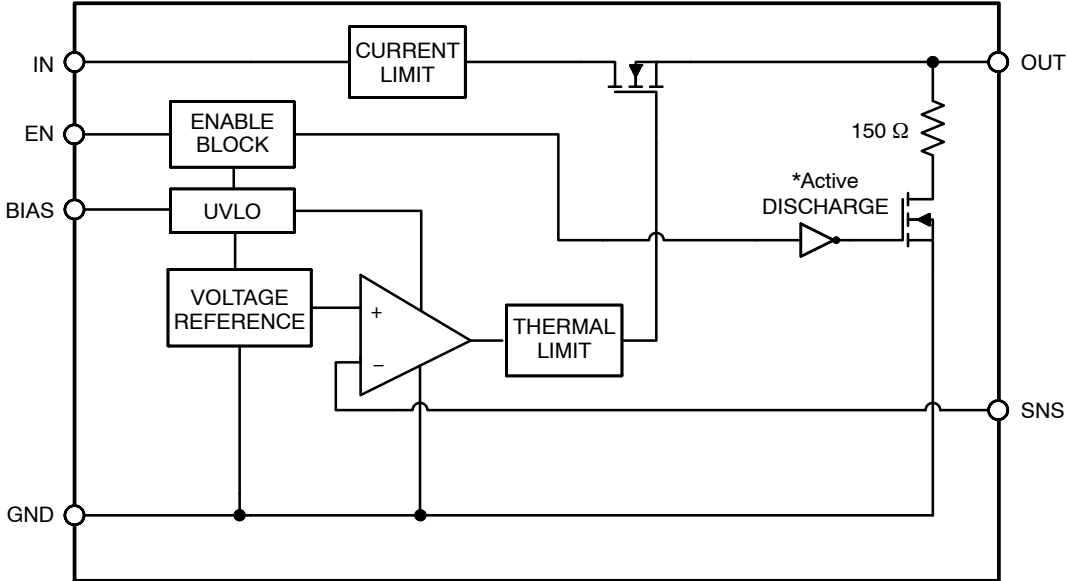 IN
CURRENT
LIMIT
OUT
EN
ENABLE
BLOCK
150 Ω
*Active
DISCHARGE
BIAS
UVLO
VOLTAGE
REFERENCE
+
−
THERMAL
LIMIT
SNS
GND